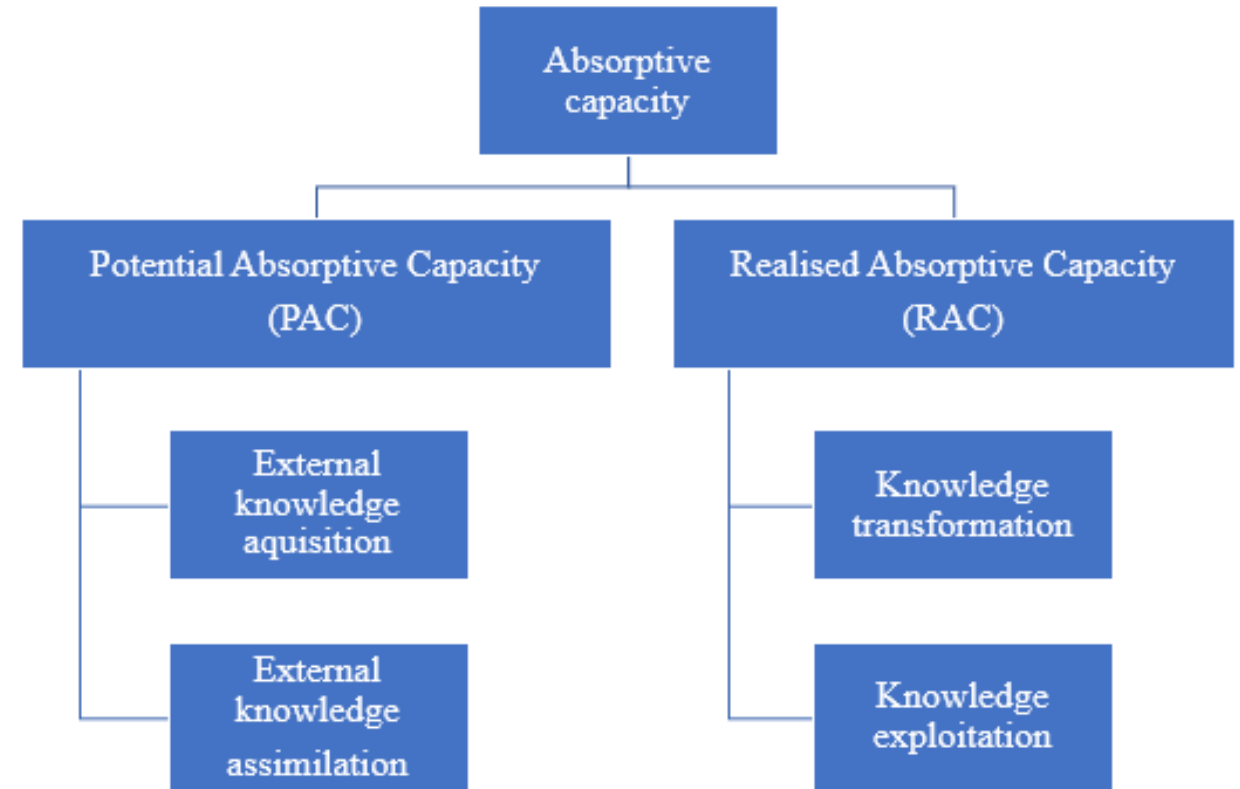 Absorptive
capacity
Potential Absorptive Capacity
(PAC)
Realised Absorptive Capacity
(RAC)
External
knowledge
aquisition
Knowledge
transformation
External
knowledge
assimilation
Knowledge
exploitation